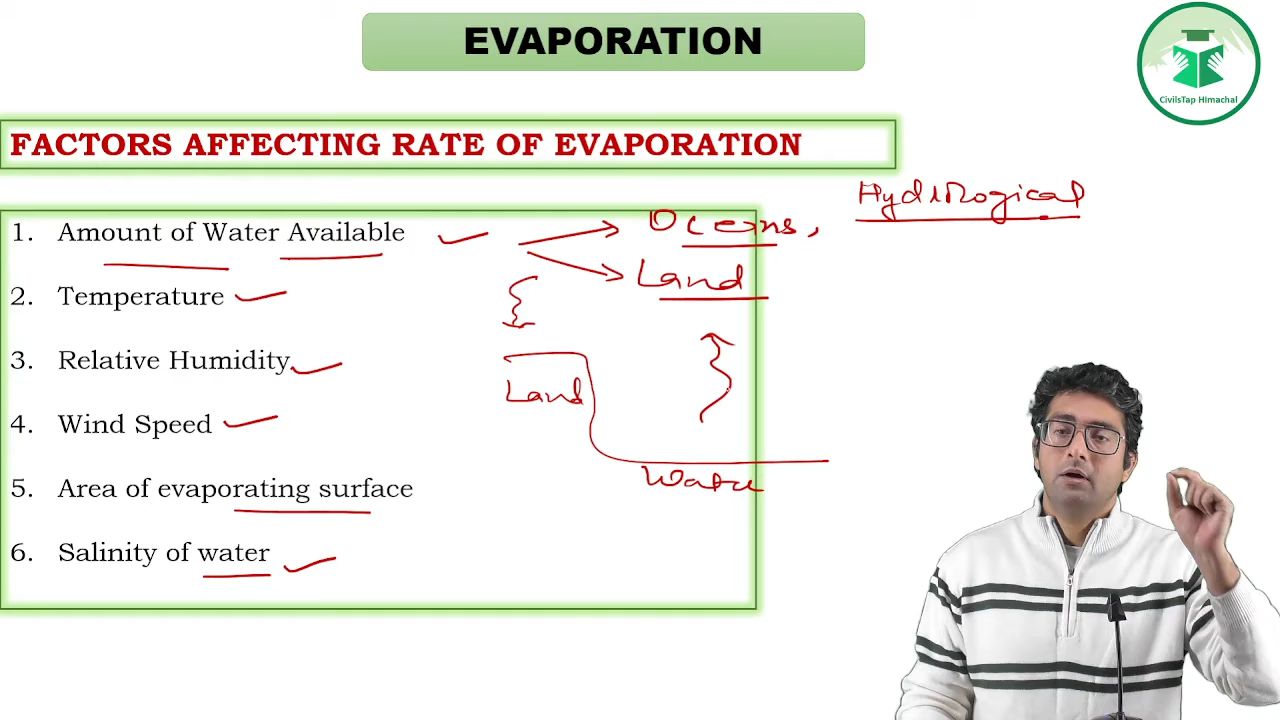 EVAPORATION
CivilsTap Himachal
FACTORS AFFECTING RATE OF EVAPORATION
Hydrological
1. Amount of Water Available
Oceans,
Land
2. Temperature
3. Relative Humidity
Land
4. Wind Speed
Water
5. Area of evaporating surface
6. Salinity of water